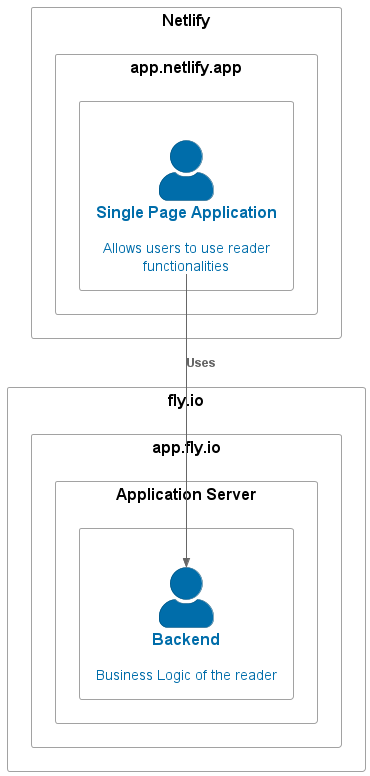 Netlify
app.netlify.app
Single Page Application
Allows users to use reader
functionalities
Uses
fly.io
app.fly.io
Application Server
Backend
Business Logic of the reader